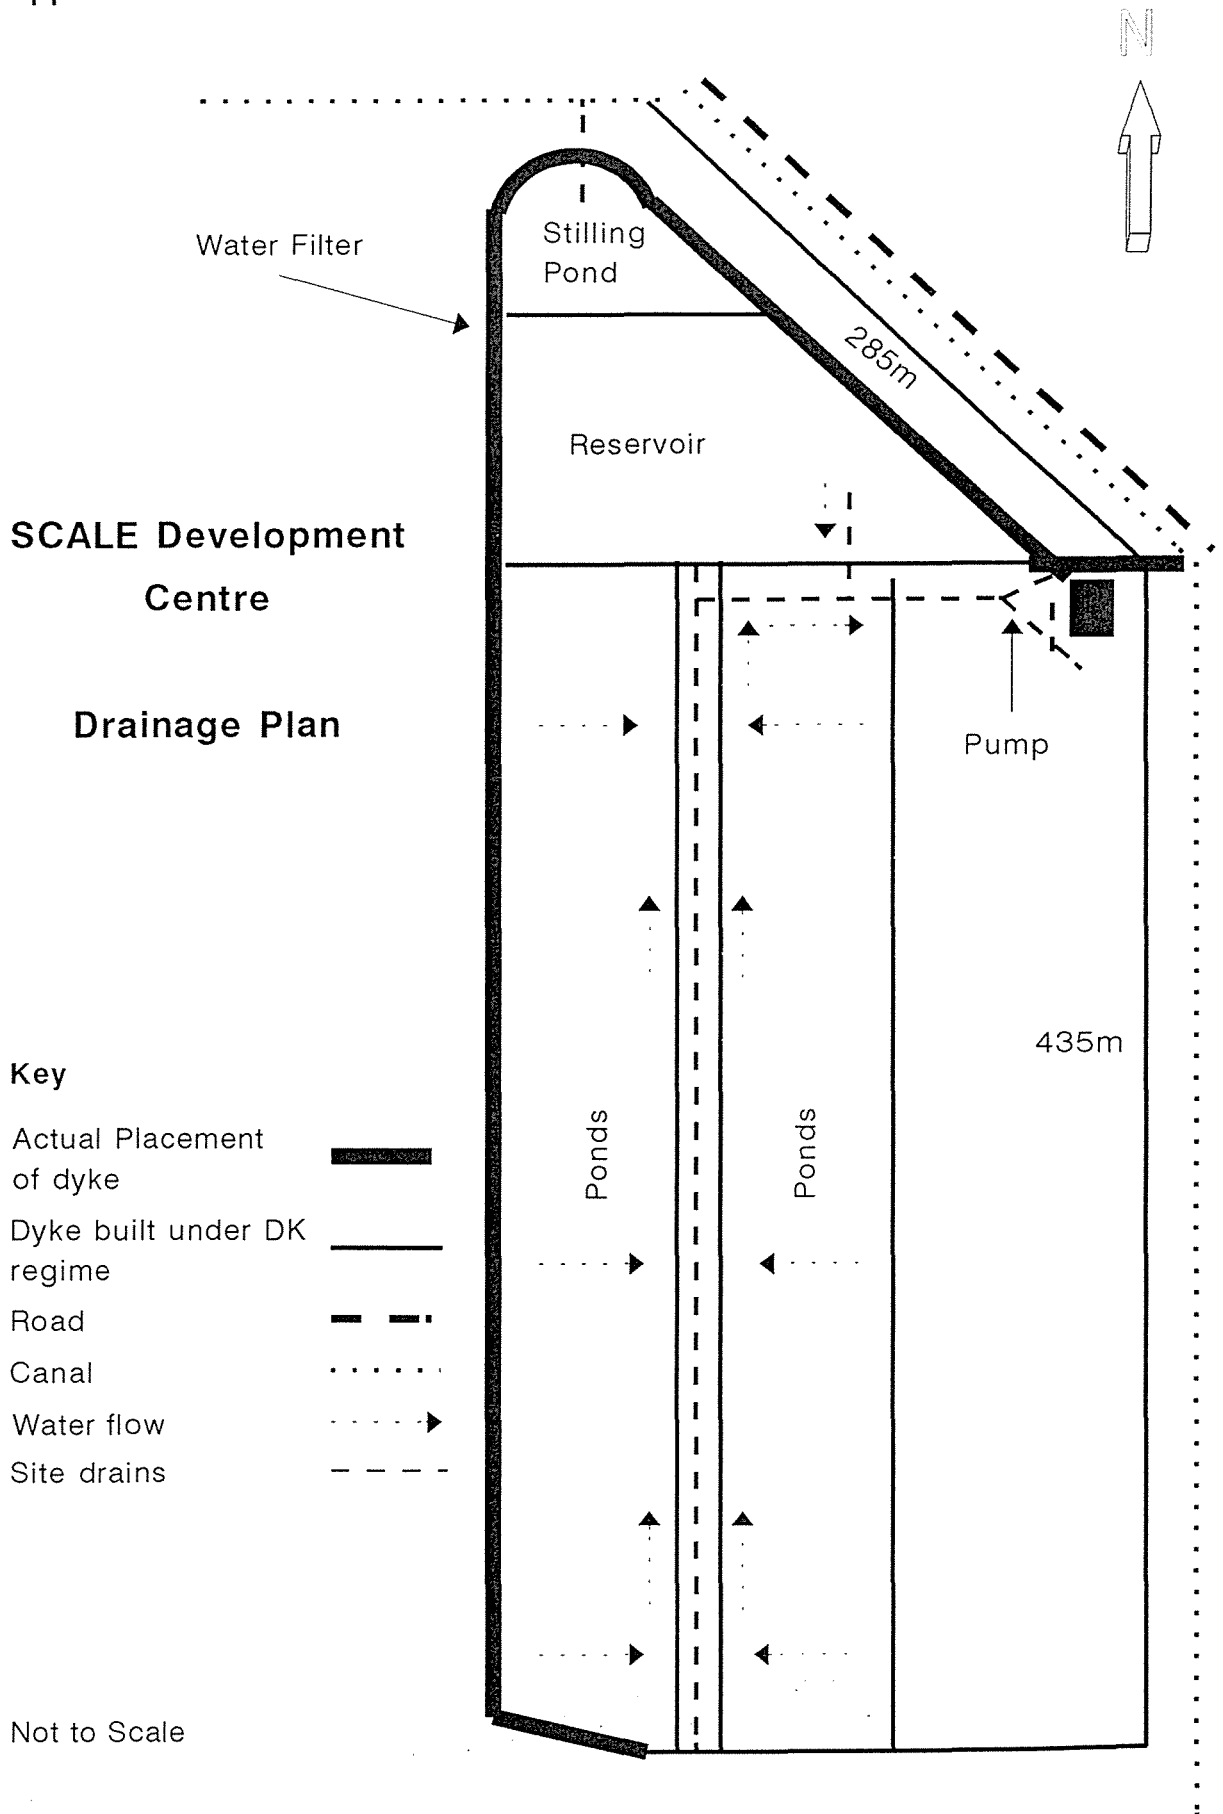 N
Water Filter
Stilling
Pond
285m
Reservoir
SCALE Development
Centre
Drainage Plan
Pump
435m
Ponds
Ponds
Key
Actual Placement
of dyke
Dyke built under DK
regime
Road
Canal
Water flow
Site drains
Not to Scale